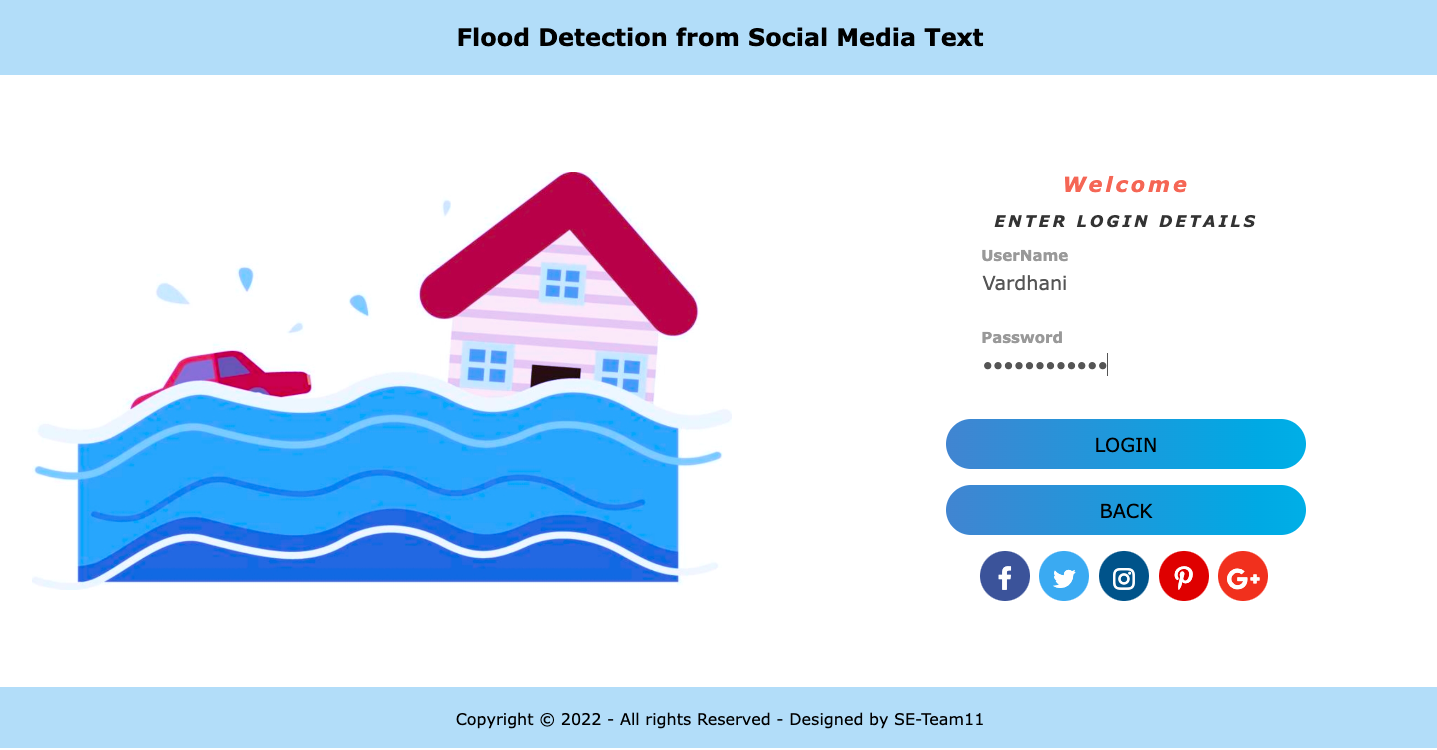 Flood Detection from Social Media Text
Welcome
ENTER LOGIN DETAILS
UserName
Vardhani
Password
••••••••••••
LOGIN
BACK
Copyright © 2022 - All rights Reserved - Designed by SE-Team11